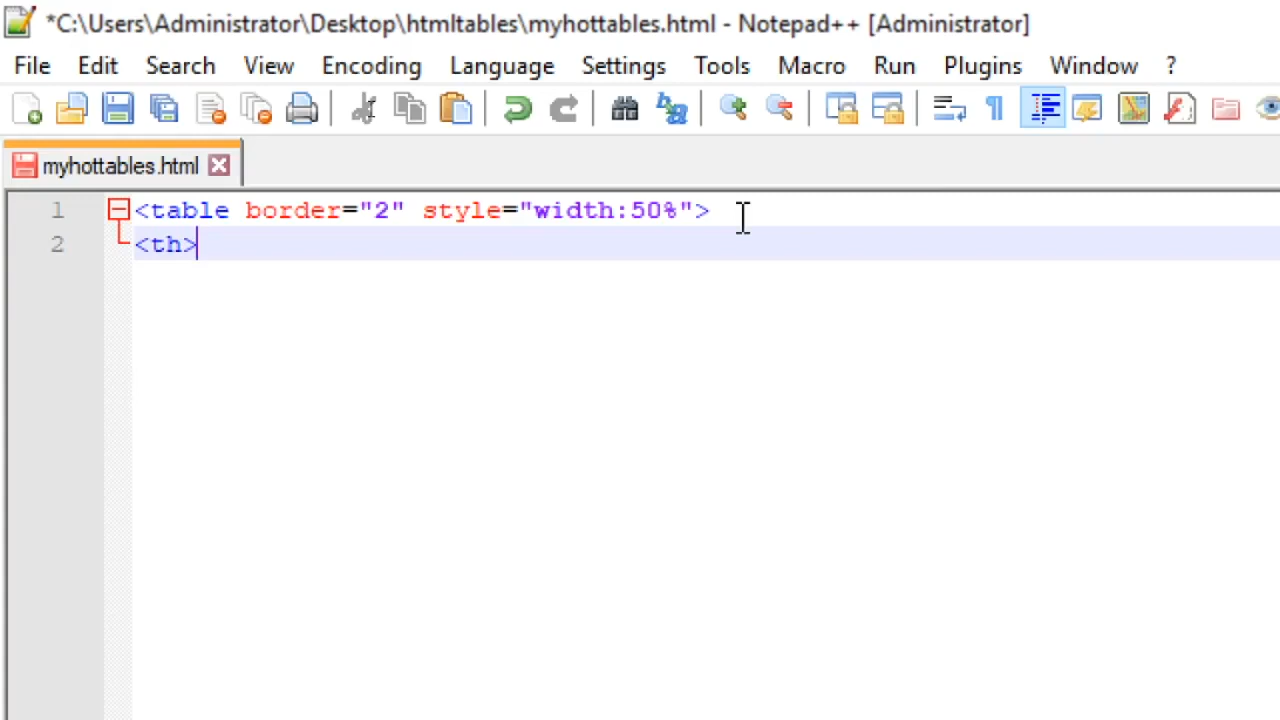 *C:\Users\Administrator\Desktop\htmltables\myhottables.html - Notepad++ [Administrator]
File Edit Search View Encoding Language Settings Tools Macro Run Plugins Window ?
myhottables.html
1 <table border="2" style="width:50%">
2 <th>